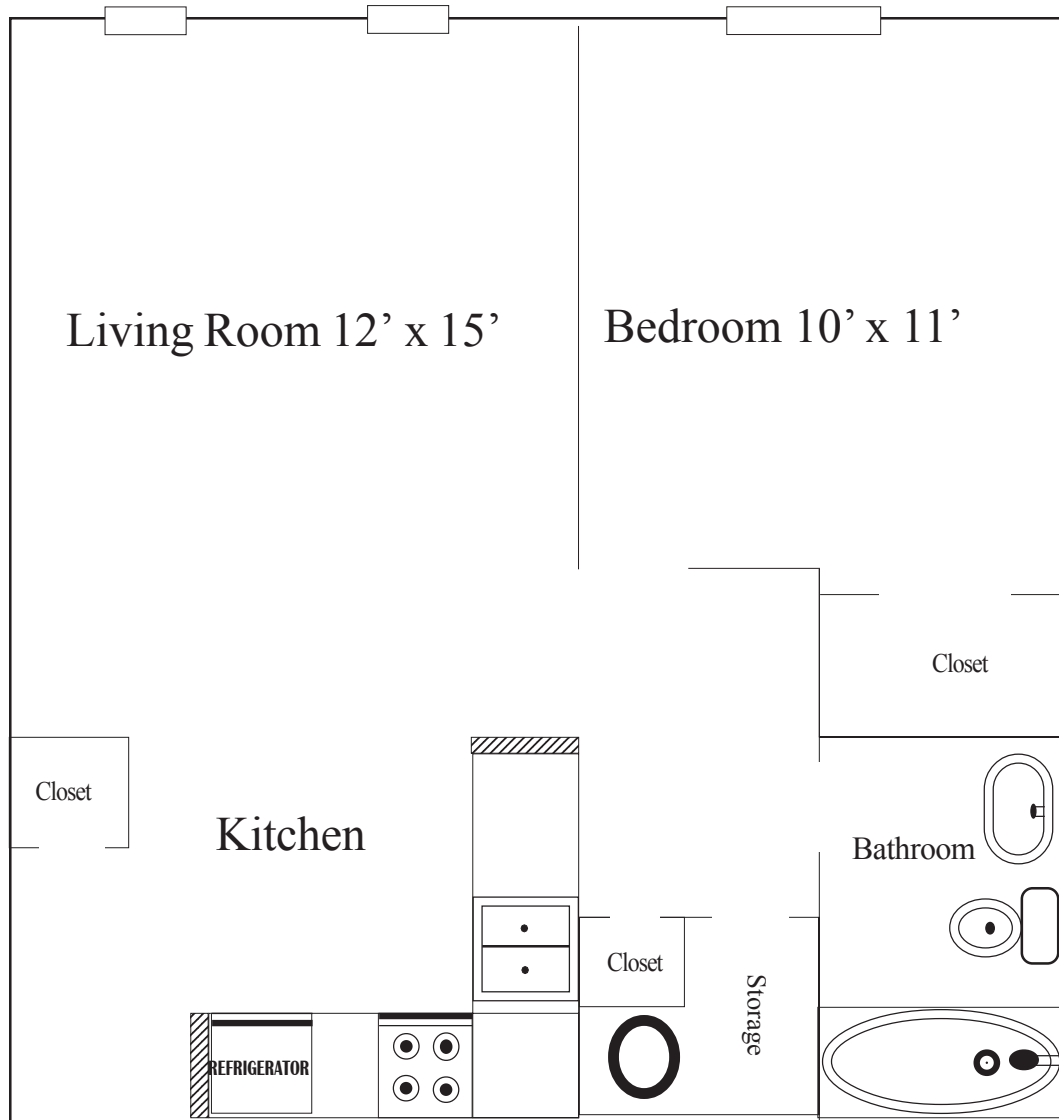 Living Room 12’ x 15’
Bedroom 10’ x 11’
Closet
Closet
Kitchen
Bathroom
Closet
Storage
REFRIGERATOR